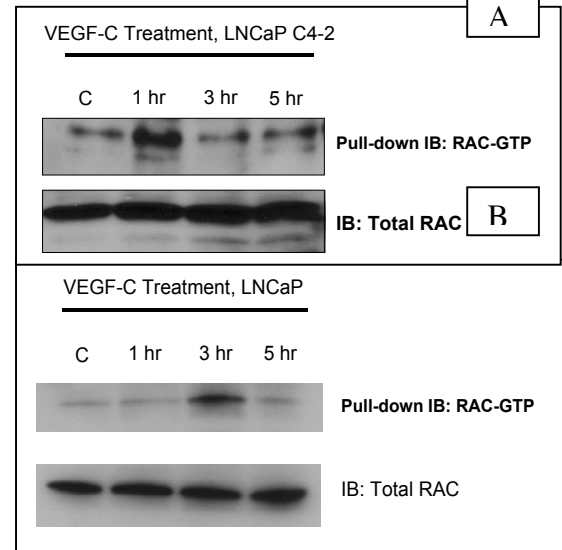 A
VEGF-C Treatment, LNCaP C4-2
C 1 hr 3 hr 5 hr
Pull-down IB: RAC-GTP
IB: Total RAC
B
VEGF-C Treatment, LNCaP
C 1 hr 3 hr 5 hr
Pull-down IB: RAC-GTP
IB: Total RAC